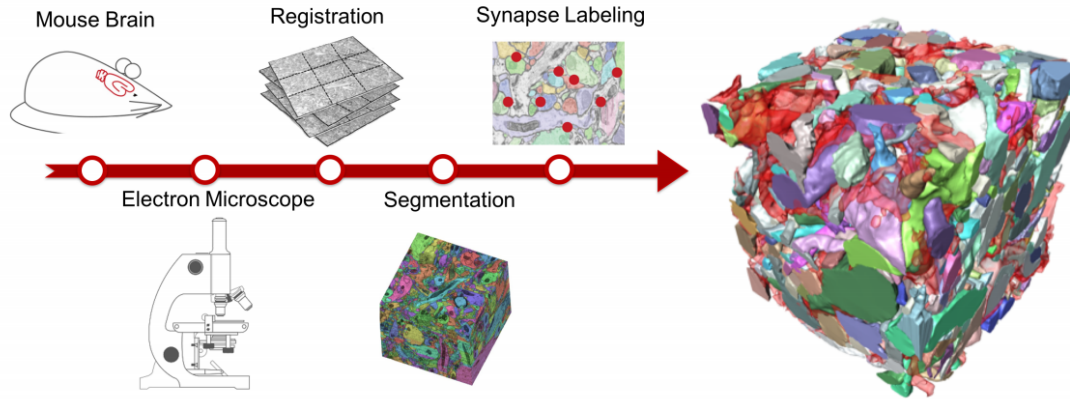 Mouse Brain
Registration
Synapse Labeling
Electron Microscope
Segmentation